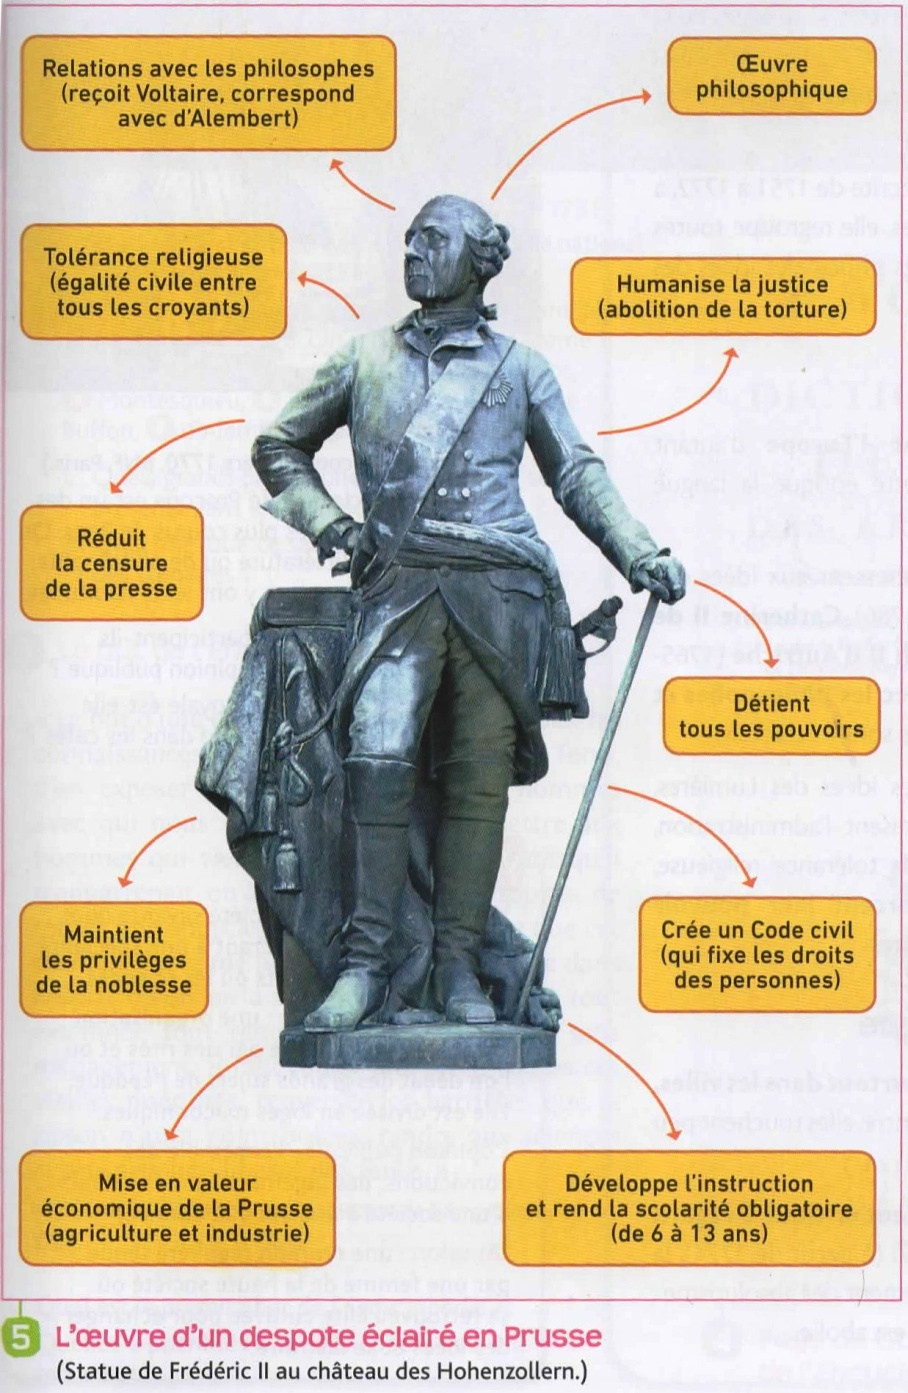 Relations avec les philosophes
(reçoit Voltaire, correspond
avec d'Alembert)
Œuvre
philosophique
Tolérance religieuse
(égalité civile entre
tous les croyants)
Humanise la justice
(abolition de la torture)
Réduit
la censure
de la presse
Détient
tous les pouvoirs
Maintient
les privilèges
de la noblesse
Crée un Code civil
(qui fixe les droits
des personnes)
Mise en valeur
économique de la Prusse
(agriculture et industrie)
Développe l'instruction
et rend la scolarité obligatoire
(de 6 à 13 ans)
5 L'œuvre d'un despote éclairé en Prusse
(Statue de Frédéric II au château des Hohenzollern.)